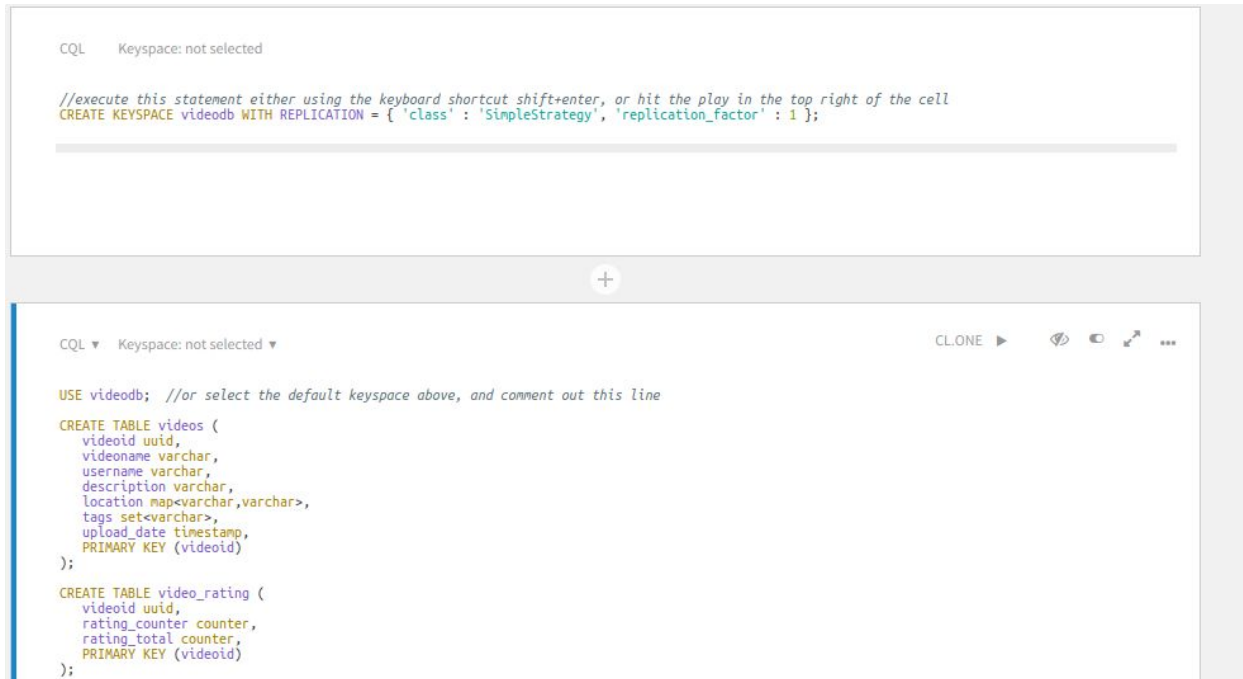 CQL Keyspace: not selected
//execute this statement either using the keyboard shortcut shift+enter, or hit the play in the top right of the cell
CREATE KEYSPACE videodb WITH REPLICATION = { 'class' : 'SimpleStrategy', 'replication_factor' : 1 };
CQL ▼ Keyspace: not selected ▼ CL.ONE ▶
USE videodb; //or select the default keyspace above, and comment out this line
CREATE TABLE videos (
videoid uuid,
videoname varchar,
username varchar,
description varchar,
location map<varchar,varchar>,
tags set<varchar>,
upload_date timestamp,
PRIMARY KEY (videoid)
);
CREATE TABLE video_rating (
videoid uuid,
rating_counter counter,
rating_total counter,
PRIMARY KEY (videoid)
);